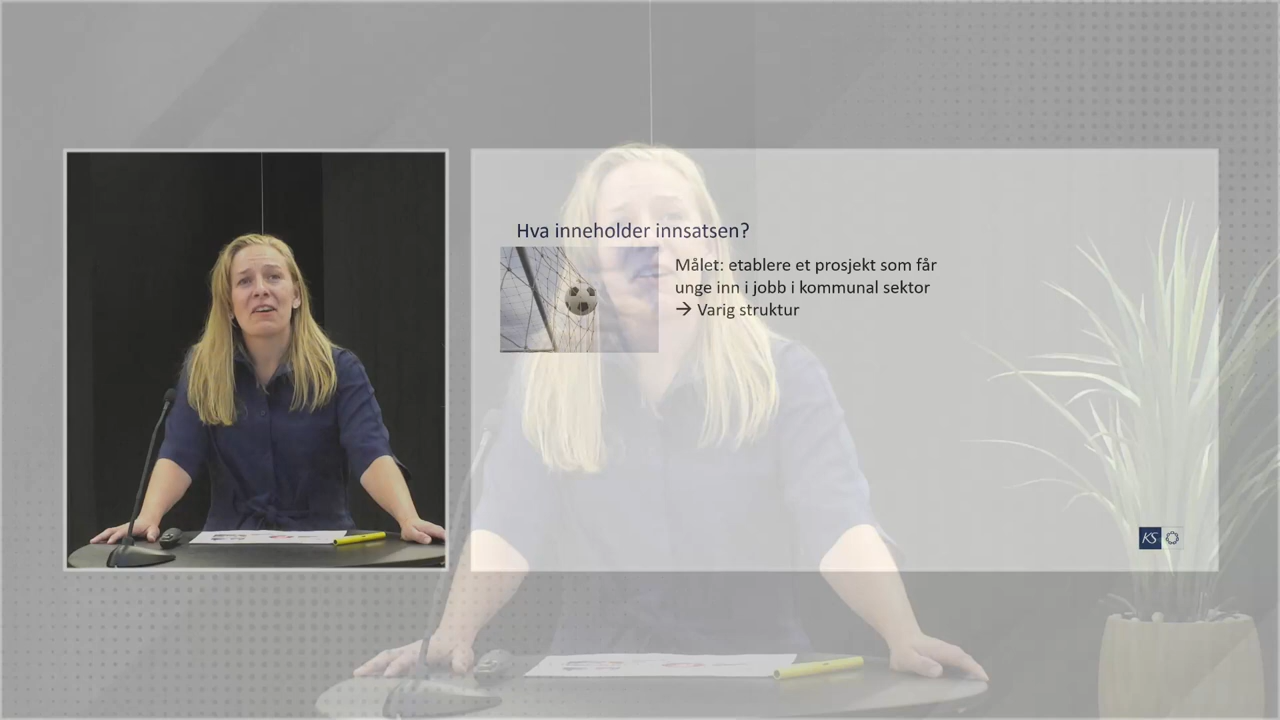 Hva inneholder innsatsen?
Målet: etablere et prosjekt som får
unge inn i jobb i kommunal sektor
→ Varig struktur
KS